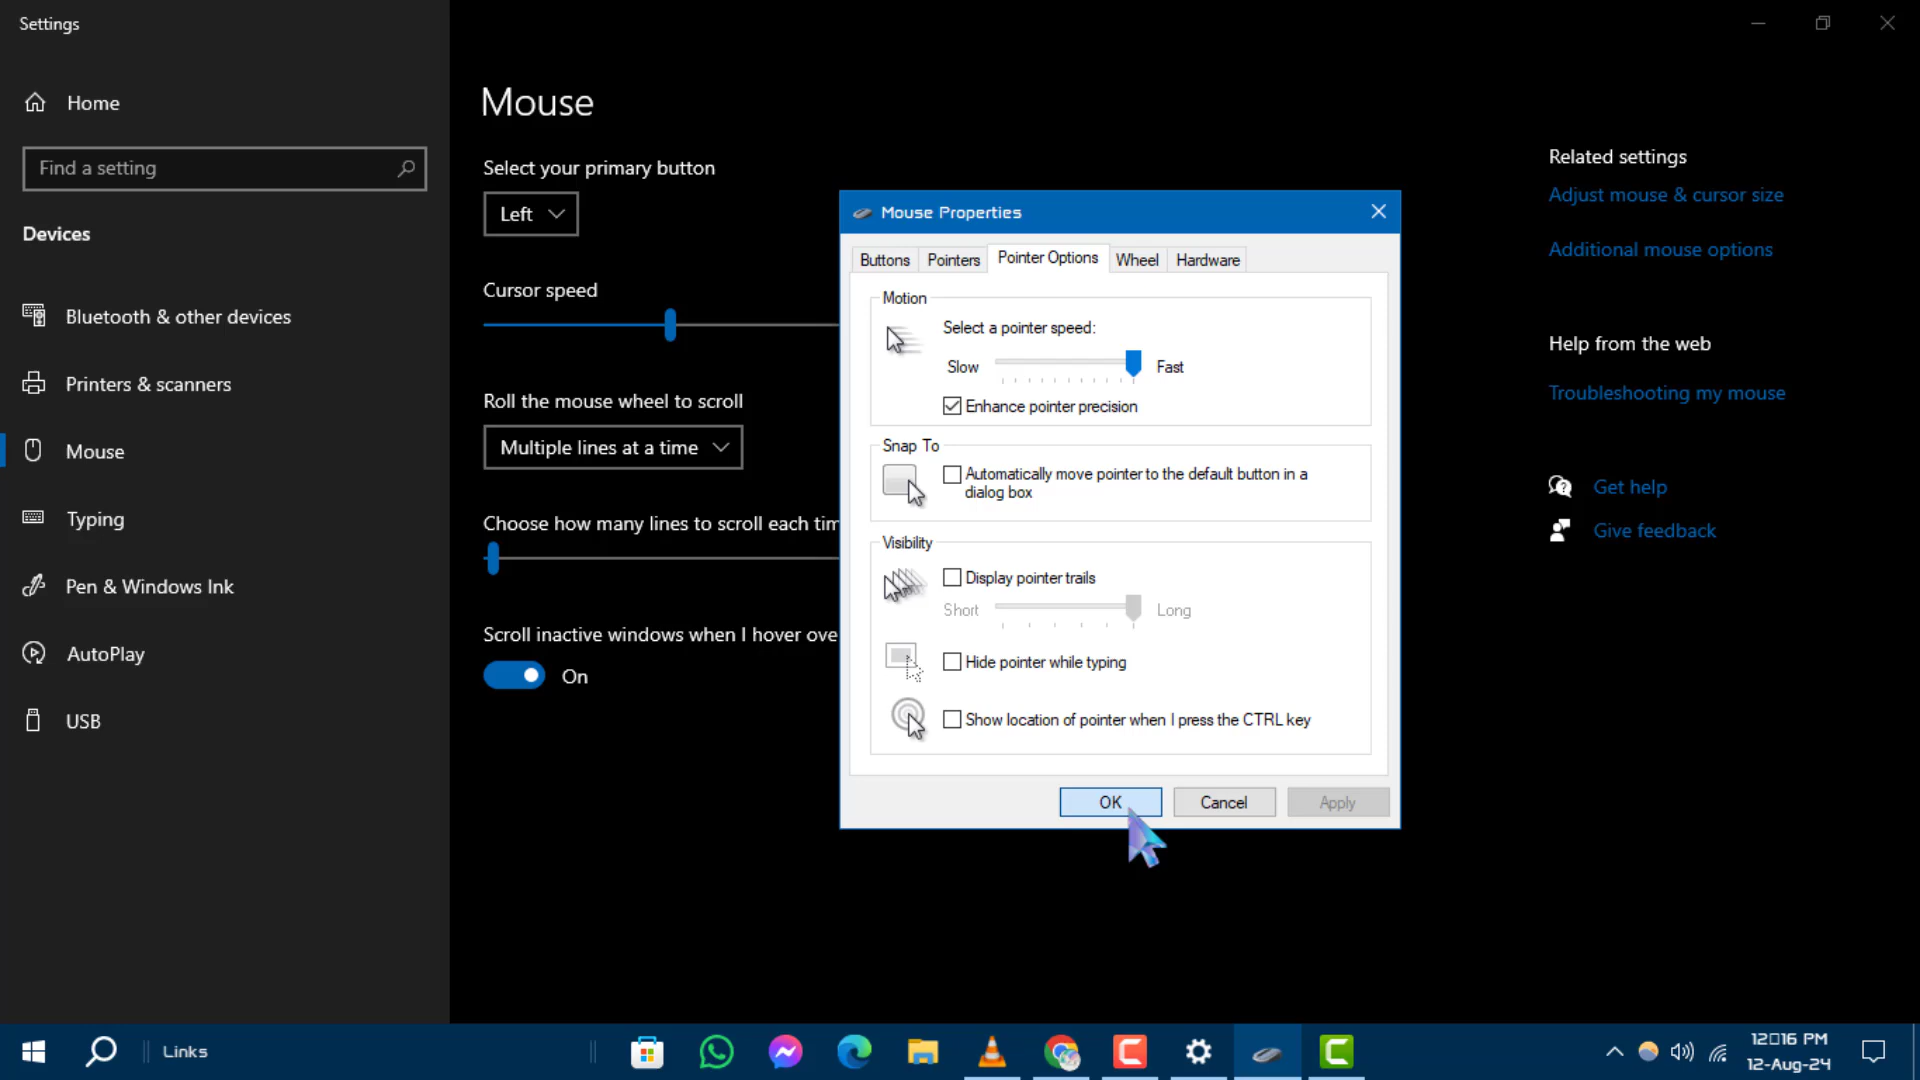 Settings
Home
Find a setting
Devices
Bluetooth & other devices
Printers & scanners
Mouse
Typing
Pen & Windows Ink
AutoPlay
USB
Mouse
Select your primary button
Left
Cursor speed
Roll the mouse wheel to scroll
Multiple lines at a time
Choose how many lines to scroll each tim
Scroll inactive windows when I hover ove
On
Mouse Properties
Buttons Pointers Pointer Options Wheel Hardware
Motion
Select a pointer speed:
Slow Fast
Enhance pointer precision
Snap To
Automatically move pointer to the default button in a
dialog box
Visibility
Display pointer trails
Short Long
Hide pointer while typing
Show location of pointer when I press the CTRL key
OK Cancel Apply
Related settings
Adjust mouse & cursor size
Additional mouse options
Help from the web
Troubleshooting my mouse
Get help
Give feedback
Links
12▯16 PM
12-Aug-24